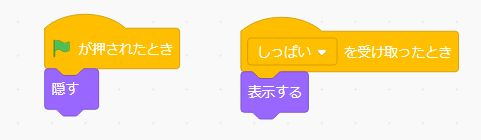 が押されたとき
隠す
しっぱい を受け取ったとき
表示する